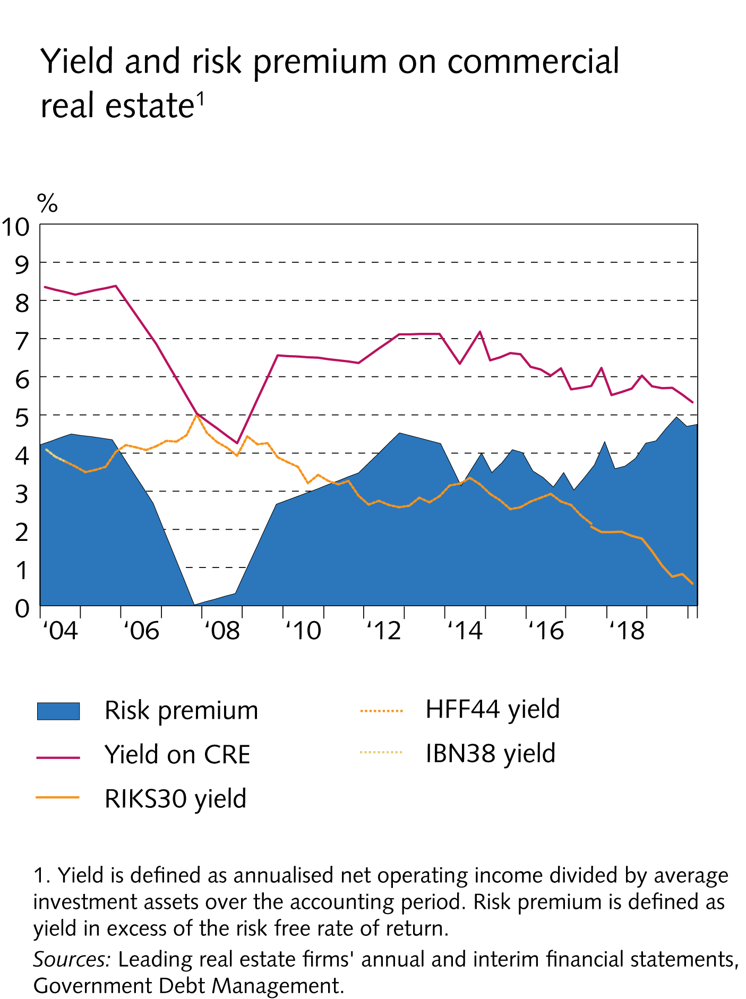 Yield and risk premium on commercial
real estate¹
%
10
9
8
7
6
5
4
3
2
1
0
‘04 ‘06 ‘08 ‘10 ‘12 ‘14 ‘16 ‘18
Risk premium
Yield on CRE
RIKS30 yield
HFF44 yield
IBN38 yield
1. Yield is defined as annualised net operating income divided by average
investment assets over the accounting period. Risk premium is defined as
yield in excess of the risk free rate of return.
Sources: Leading real estate firms' annual and interim financial statements,
Government Debt Management.